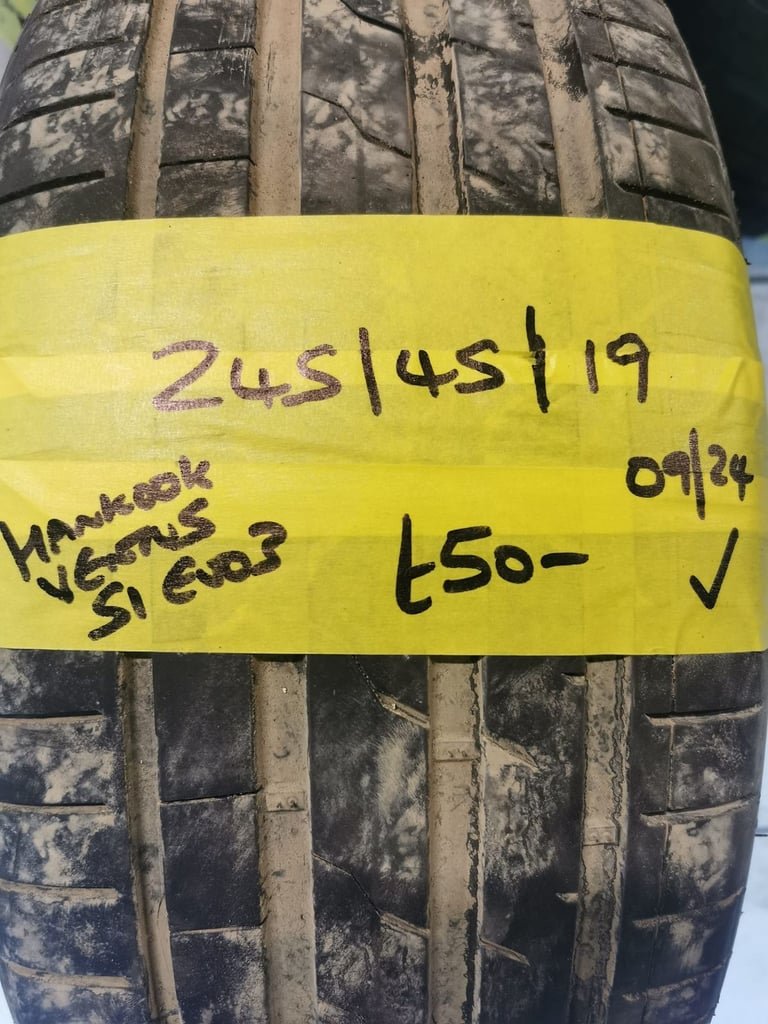 245/45/19
09/24
HANKOOK
VENTUS
S1 EVO3
£50-
✓